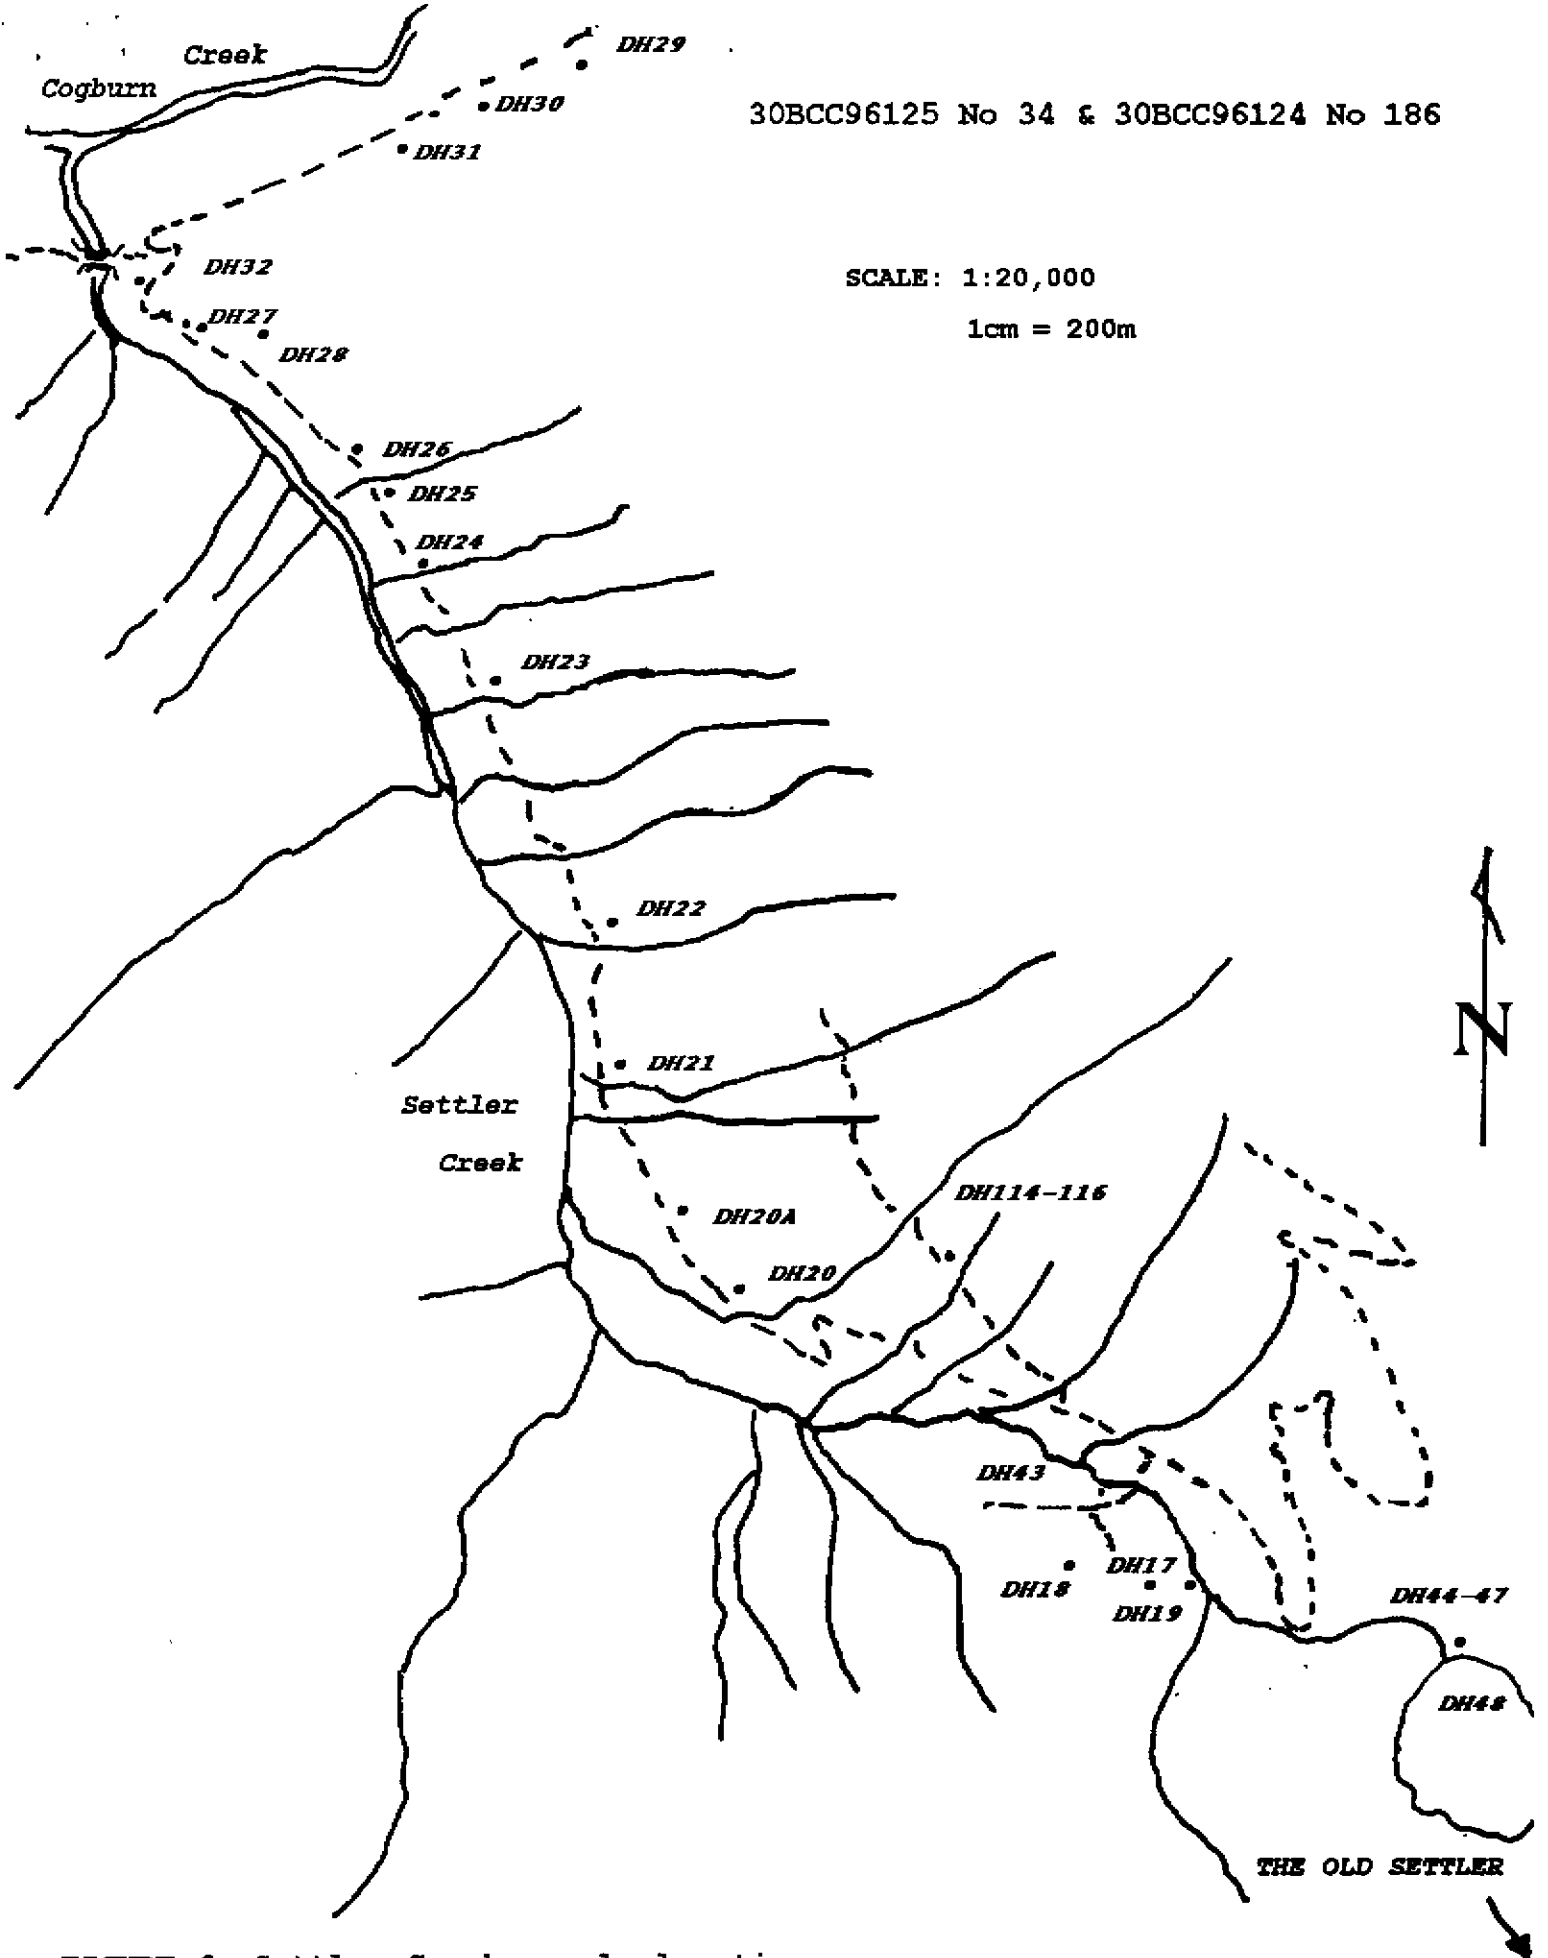 Creek
Cogburn
DH29
DH30
30BCC96125 No 34 & 30BCC96124 No 186
DH31
DH32
SCALE: 1:20,000
DH27
1cm = 200m
DH28
DH26
DH25
DH24
DH23
DH22
N
DH21
Settler
Creek
DH114-116
DH20A
DH20
DH43
DH17
DH18
DH19
DH44-47
DH48
THE OLD SETTLER